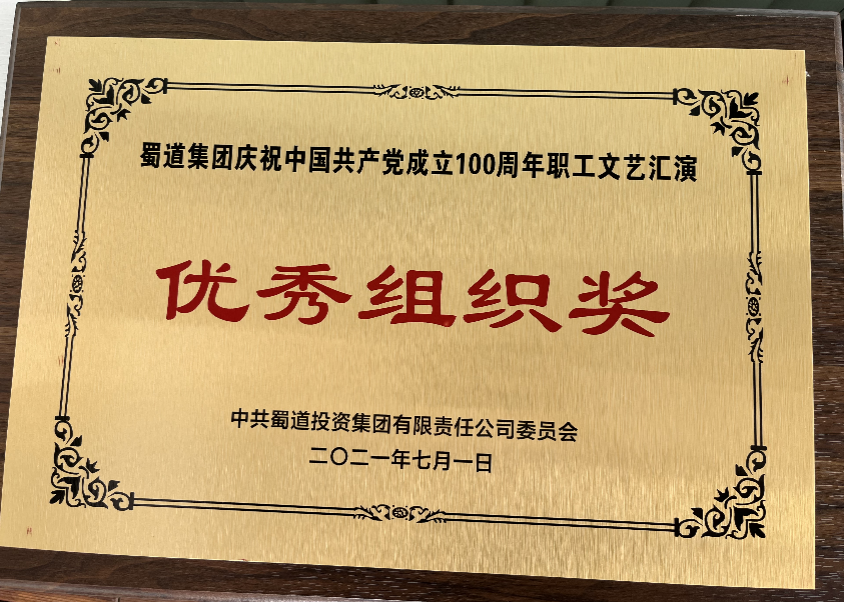 蜀道集团庆祝中国共产党成立100周年职工文艺汇演
优秀组织奖
中共蜀道投资集团有限责任公司委员会
二〇二一年七月一日